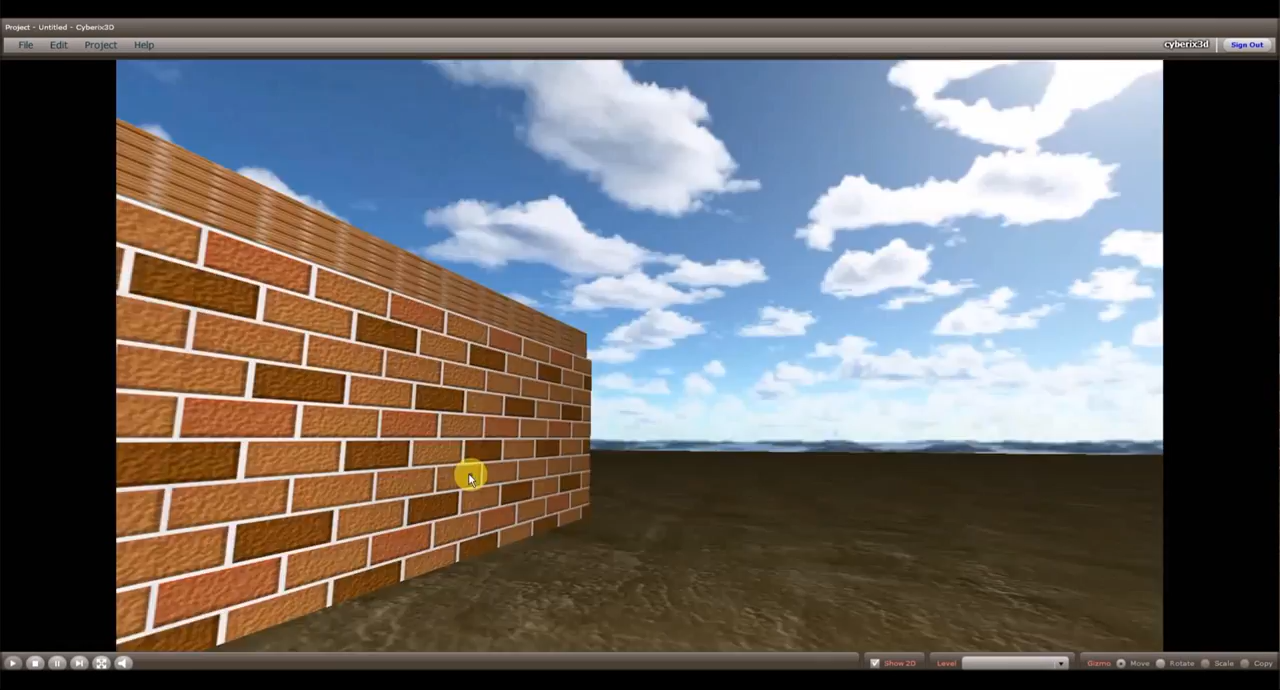 Project - Untitled - Cyberix3D
File Edit Project Help
cyberix3d Sign Out
Show 2D Level Gizmo Move Rotate Scale Copy